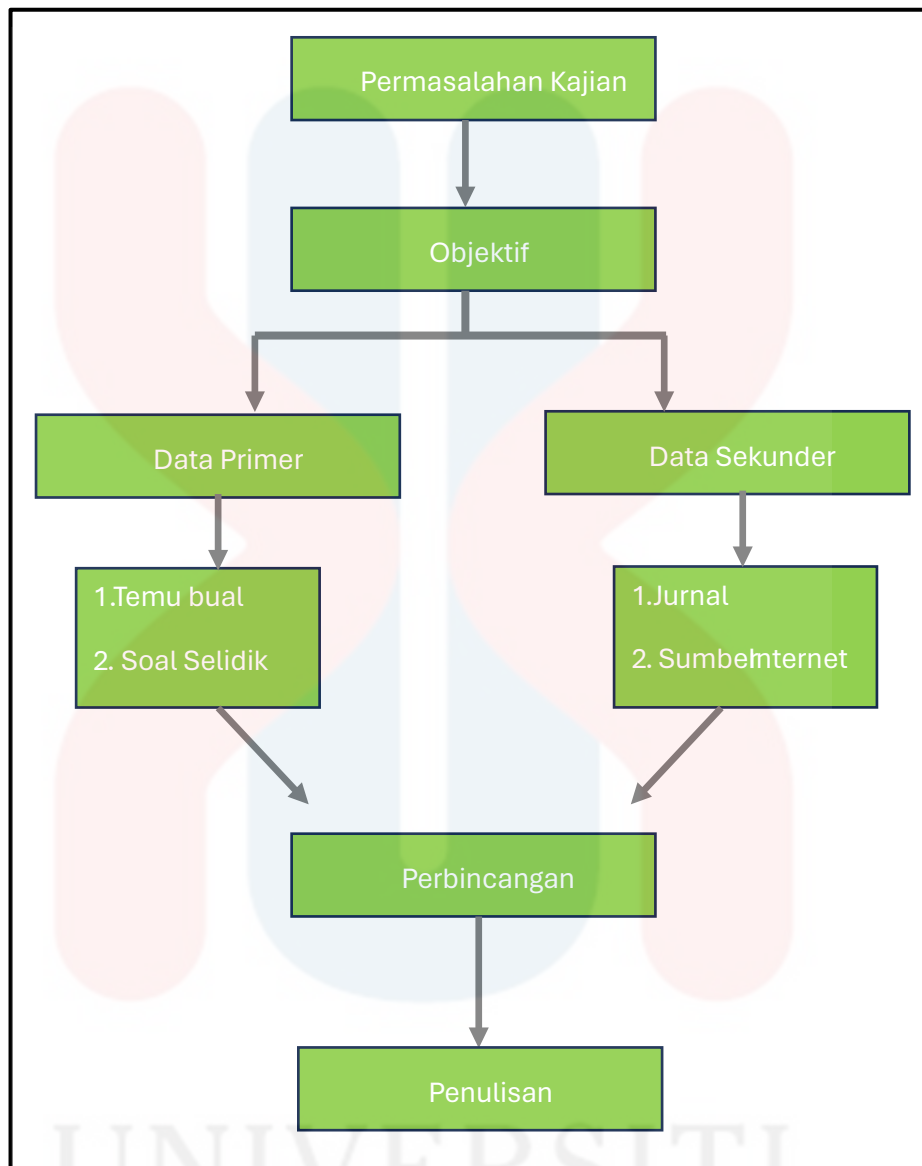 Permasalahan Kajian
Objektif
Data Primer
Data Sekunder
1.Temu bual
2. Soal Selidik
1.Jurnal
2. SumbeInternet
Perbincangan
Penulisan
UNIVERSITI